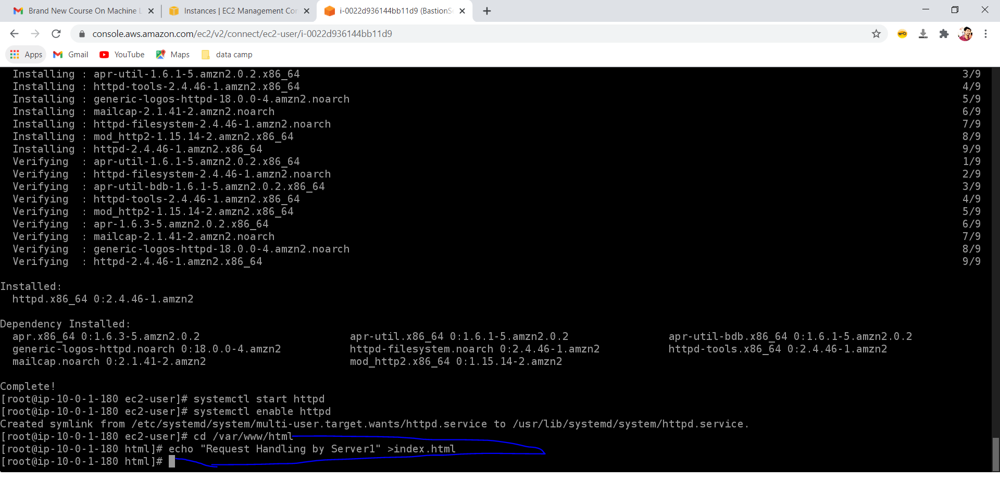 Brand New Course On Machine L
Instances | EC2 Management Con
i-0022d936144bb11d9 (BastionSe
console.aws.amazon.com/ec2/v2/connect/ec2-user/i-0022d936144bb11d9
Apps Gmail YouTube Maps data camp
Installing : apr-util-1.6.1-5.amzn2.0.2.x86_64 3/9
Installing : httpd-tools-2.4.46-1.amzn2.x86_64 4/9
Installing : generic-logos-httpd-18.0.0-4.amzn2.noarch 5/9
Installing : mailcap-2.1.41-2.amzn2.noarch 6/9
Installing : httpd-filesystem-2.4.46-1.amzn2.noarch 7/9
Installing : mod_http2-1.15.14-2.amzn2.x86_64 8/9
Installing : httpd-2.4.46-1.amzn2.x86_64 9/9
Verifying : apr-util-1.6.1-5.amzn2.0.2.x86_64 1/9
Verifying : httpd-filesystem-2.4.46-1.amzn2.noarch 2/9
Verifying : apr-util-bdb-1.6.1-5.amzn2.0.2.x86_64 3/9
Verifying : httpd-tools-2.4.46-1.amzn2.x86_64 4/9
Verifying : mod_http2-1.15.14-2.amzn2.x86_64 5/9
Verifying : apr-1.6.3-5.amzn2.0.2.x86_64 6/9
Verifying : mailcap-2.1.41-2.amzn2.noarch 7/9
Verifying : generic-logos-httpd-18.0.0-4.amzn2.noarch 8/9
Verifying : httpd-2.4.46-1.amzn2.x86_64 9/9
Installed:
httpd.x86_64 0:2.4.46-1.amzn2
Dependency Installed:
apr.x86_64 0:1.6.3-5.amzn2.0.2 apr-util.x86_64 0:1.6.1-5.amzn2.0.2 apr-util-bdb.x86_64 0:1.6.1-5.amzn2.0.2
generic-logos-httpd.noarch 0:18.0.0-4.amzn2 httpd-filesystem.noarch 0:2.4.46-1.amzn2 httpd-tools.x86_64 0:2.4.46-1.amzn2
mailcap.noarch 0:2.1.41-2.amzn2 mod_http2.x86_64 0:1.15.14-2.amzn2
Complete!
[root@ip-10-0-1-180 ec2-user]# systemctl start httpd
[root@ip-10-0-1-180 ec2-user]# systemctl enable httpd
Created symlink from /etc/systemd/system/multi-user.target.wants/httpd.service to /usr/lib/systemd/system/httpd.service.
[root@ip-10-0-1-180 ec2-user]# cd /var/www/html
[root@ip-10-0-1-180 html]# echo "Request Handling by Server1" >index.html
[root@ip-10-0-1-180 html]#